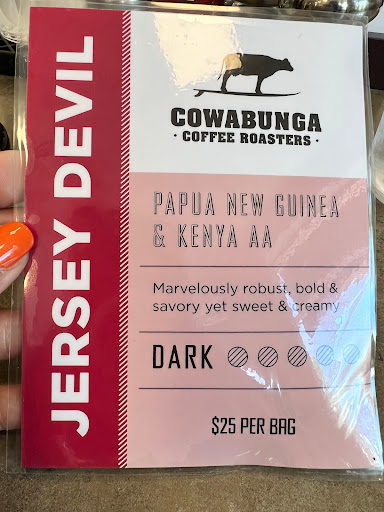 JERSEY DEVIL
COWABUNGA
· COFFEE ROASTERS ·
PAPUA NEW GUINEA
& KENYA AA
Marvelously robust, bold &
savory yet sweet & creamy
DARK
$25 PER BAG